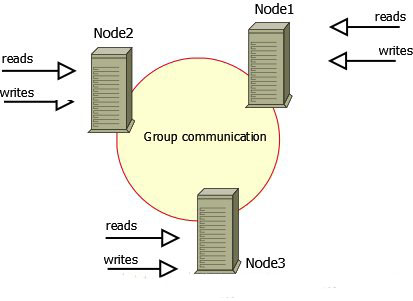 Node1
reads
writes
Node2
reads
writes
Group communication
reads
writes
Node3